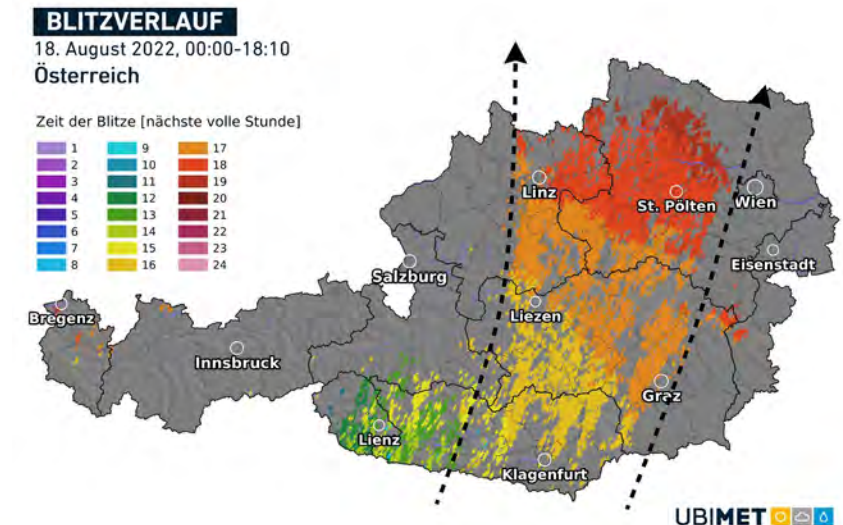 BLITZVERLAUF
18. August 2022, 00:00-18:10
Österreich
Zeit der Blitze [nächste volle Stunde]
1 9 17
2 10 18
3 11 19
4 12 20
5 13 21
6 14 22
7 15 23
8 16 24
Linz
St. Pölten
Wien
Eisenstadt
Salzburg
Liezen
Bregenz
Innsbruck
Graz
Lienz
Klagenfurt
UBIMET